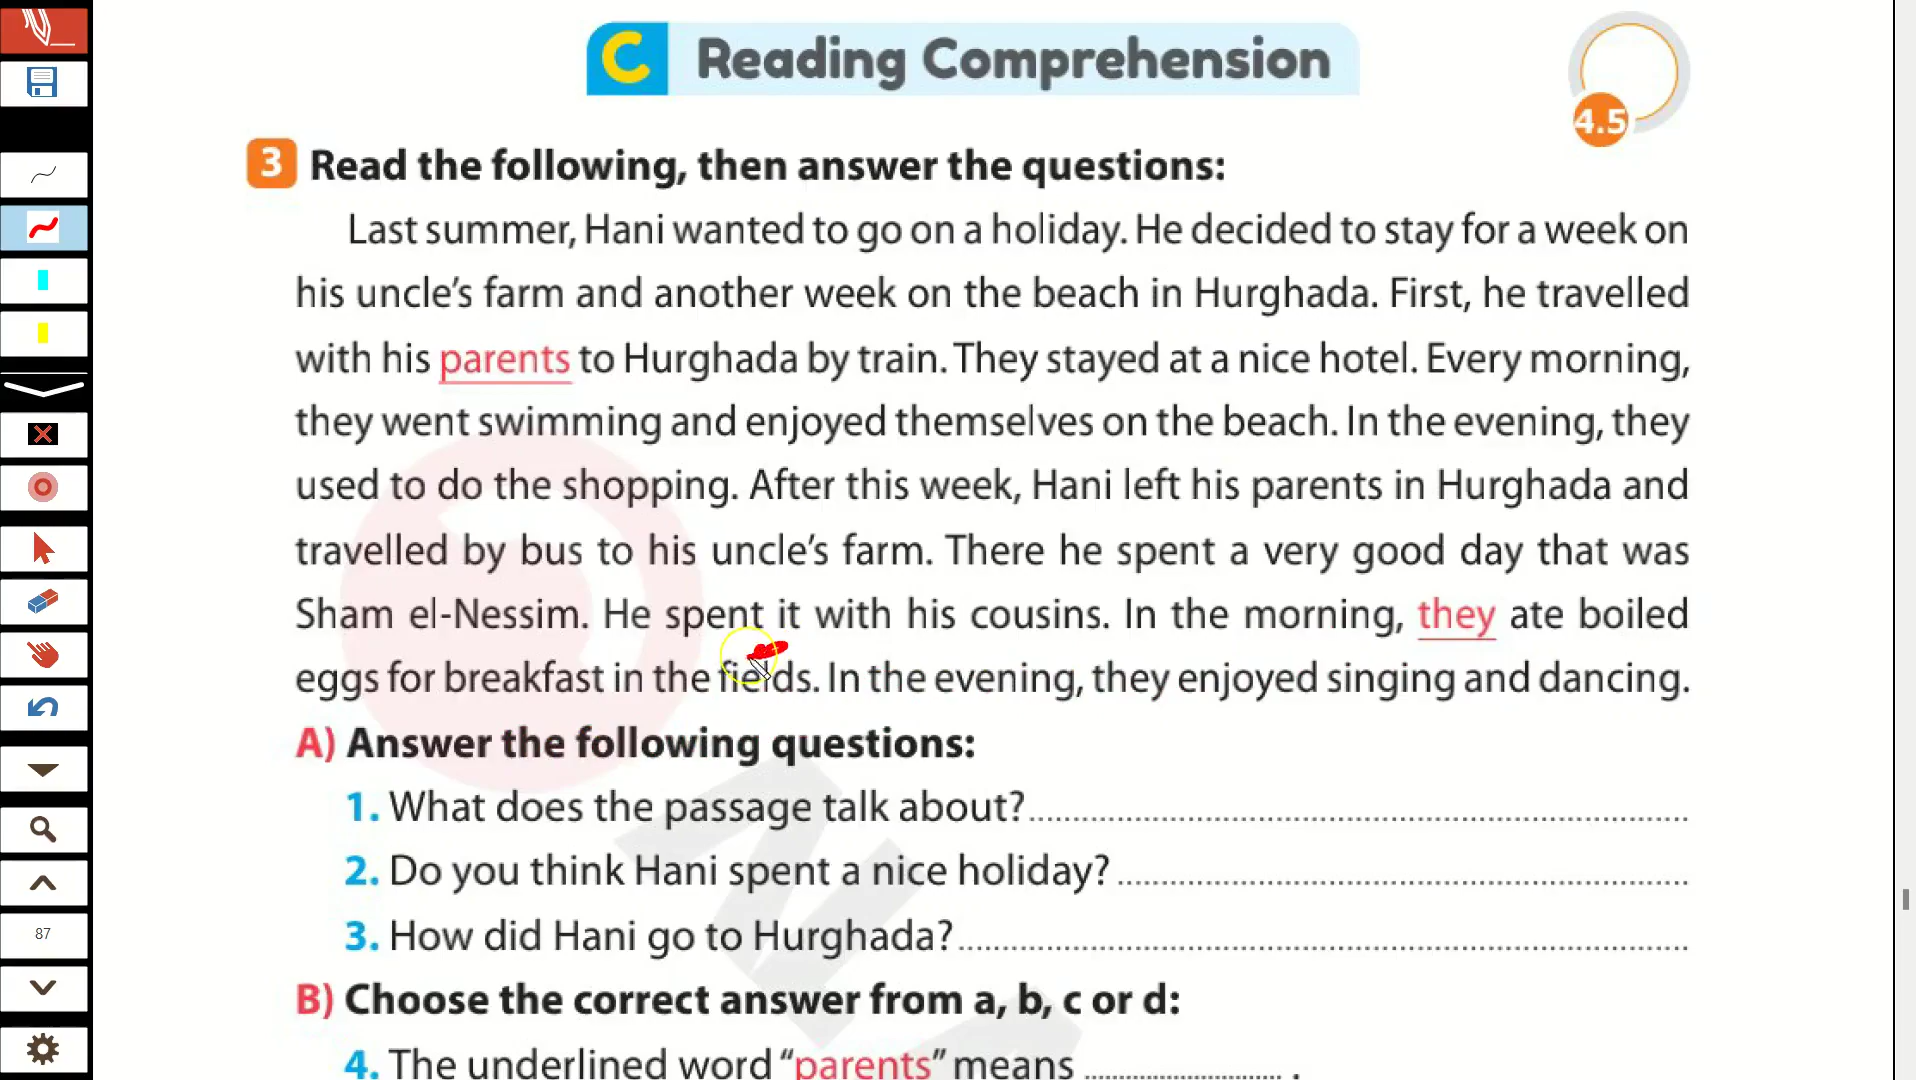 C Reading Comprehension
4.5
3 Read the following, then answer the questions:
Last summer, Hani wanted to go on a holiday. He decided to stay for a week on
his uncle's farm and another week on the beach in Hurghada. First, he travelled
with his parents to Hurghada by train. They stayed at a nice hotel. Every morning,
they went swimming and enjoyed themselves on the beach. In the evening, they
used to do the shopping. After this week, Hani left his parents in Hurghada and
travelled by bus to his uncle's farm. There he spent a very good day that was
Sham el-Nessim. He spent it with his cousins. In the morning, they ate boiled
eggs for breakfast in the fields. In the evening, they enjoyed singing and dancing.
A) Answer the following questions:
1. What does the passage talk about?
2. Do you think Hani spent a nice holiday?
3. How did Hani go to Hurghada?
87
B) Choose the correct answer from a, b, c or d:
4. The underlined word “parents” means .